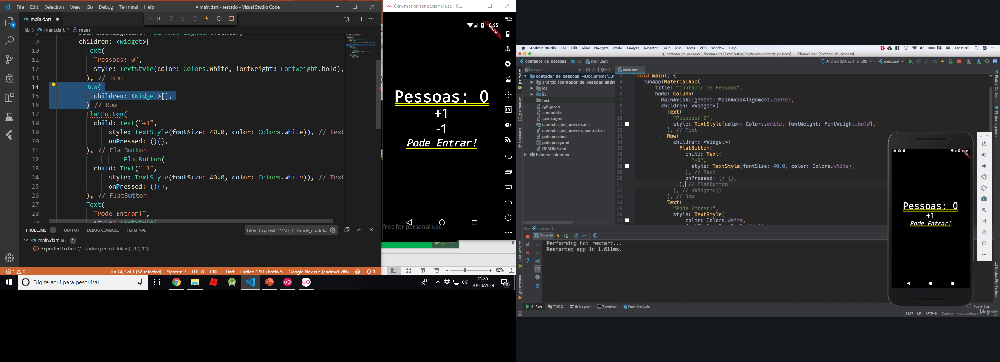 File Edit Selection View Go Debug Terminal Help
● main.dart - testado - Visual Studio Code
main.dart ●
lib > main.dart > main
9 children: <Widget>[
10 Text(
11 "Pessoas: 0",
12 style: TextStyle(color: Colors.white, fontWeight: FontWeight.bold),
13 ), // Text
14 Row(
15 children: <Widget>[],
16 ) // Row
17 FlatButton(
18 child: Text("+1",
19 style: TextStyle(fontSize: 40.0, color: Colors.white)), // Text
20 onPressed: (){},
21 ), // FlatButton
22 FlatButton(
23 child: Text("-1",
24 style: TextStyle(fontSize: 40.0, color: Colors.white)), // Text
25 onPressed: (){},
26 ), // FlatButton
27 Text(
28 "Pode Entrar!",
29 style: TextStyle(
PROBLEMS 1 OUTPUT DEBUG CONSOLE TERMINAL
Filter. E.g.: text, **/*.ts, !**/node_modul...
main.dart lib 1
Expected to find ','. dart(expected_token) [17, 11]
1 0
Ln 14, Col 1 (62 selected) Spaces: 2 UTF-8 CRLF Dart Flutter: 1.9.1+hotfix.5 Google Nexus 5 (android-x86) 1
Digite aqui para pesquisar
11:35
30/10/2019
2
82%
Genymotion for personal use - G...
Open
GAPPS
GPS
ID
DEBUG
Pessoas: 0
+1
-1
Pode Entrar!
free for personal use
Android Studio File Edit View Navigate Code Analyze Refactor Build Run Tools VCS Window Help
100% Ter 11:06
contador_de_pessoas [~/Documents/CursoFlutter/Projetos/contador_de_pessoas] - .../lib/main.dart [contador_de_pessoas]
contador_de_pessoas lib main.dart
Android SDK built for x86
main.dart
Project
main.dart
1: Project
Z: Structure
Captures
Build Variants
2: Favorites
contador_de_pessoas ~/Documents/Curs
android [contador_de_pessoas_andro
ios
lib
test
.gitignore
.metadata
.packages
contador_de_pessoas.iml
contador_de_pessoas_android.iml
pubspec.lock
pubspec.yaml
README.md
External Libraries
3 void main() {
4 runApp(MaterialApp(
5 title: "Contador de Pessoas",
6 home: Column(
7 mainAxisAlignment: MainAxisAlignment.center,
8 children: <Widget>[
9 Text(
10 "Pessoas: 0",
11 style: TextStyle(color: Colors.white, fontWeight: FontWeight.bold),
12 ), // Text
13 Row(
14 children: <Widget>[
15 FlatButton(
16 child: Text(
17 "+1",
18 style: TextStyle(fontSize: 40.0, color: Colors.white),
19 ), // Text
20 onPressed: () {},
21 ), // FlatButton
22 ], // <Widget>[]
23 ), // Row
24 Text(
25 "Pode Entrar!",
26 style: TextStyle(
27 color: Colors.white,
Flutter Outline
Flutter Inspector
Device File Explorer
Pessoas: 0
+1
Pode Entrar!
Run main.dart
Console
Performing hot restart...
Restarted app in 1.611ms.
4: Run TODO 6: Logcat Terminal Dart Analysis
Event Log
21:17 LF UTF-8 Context: <no context>
Udemy